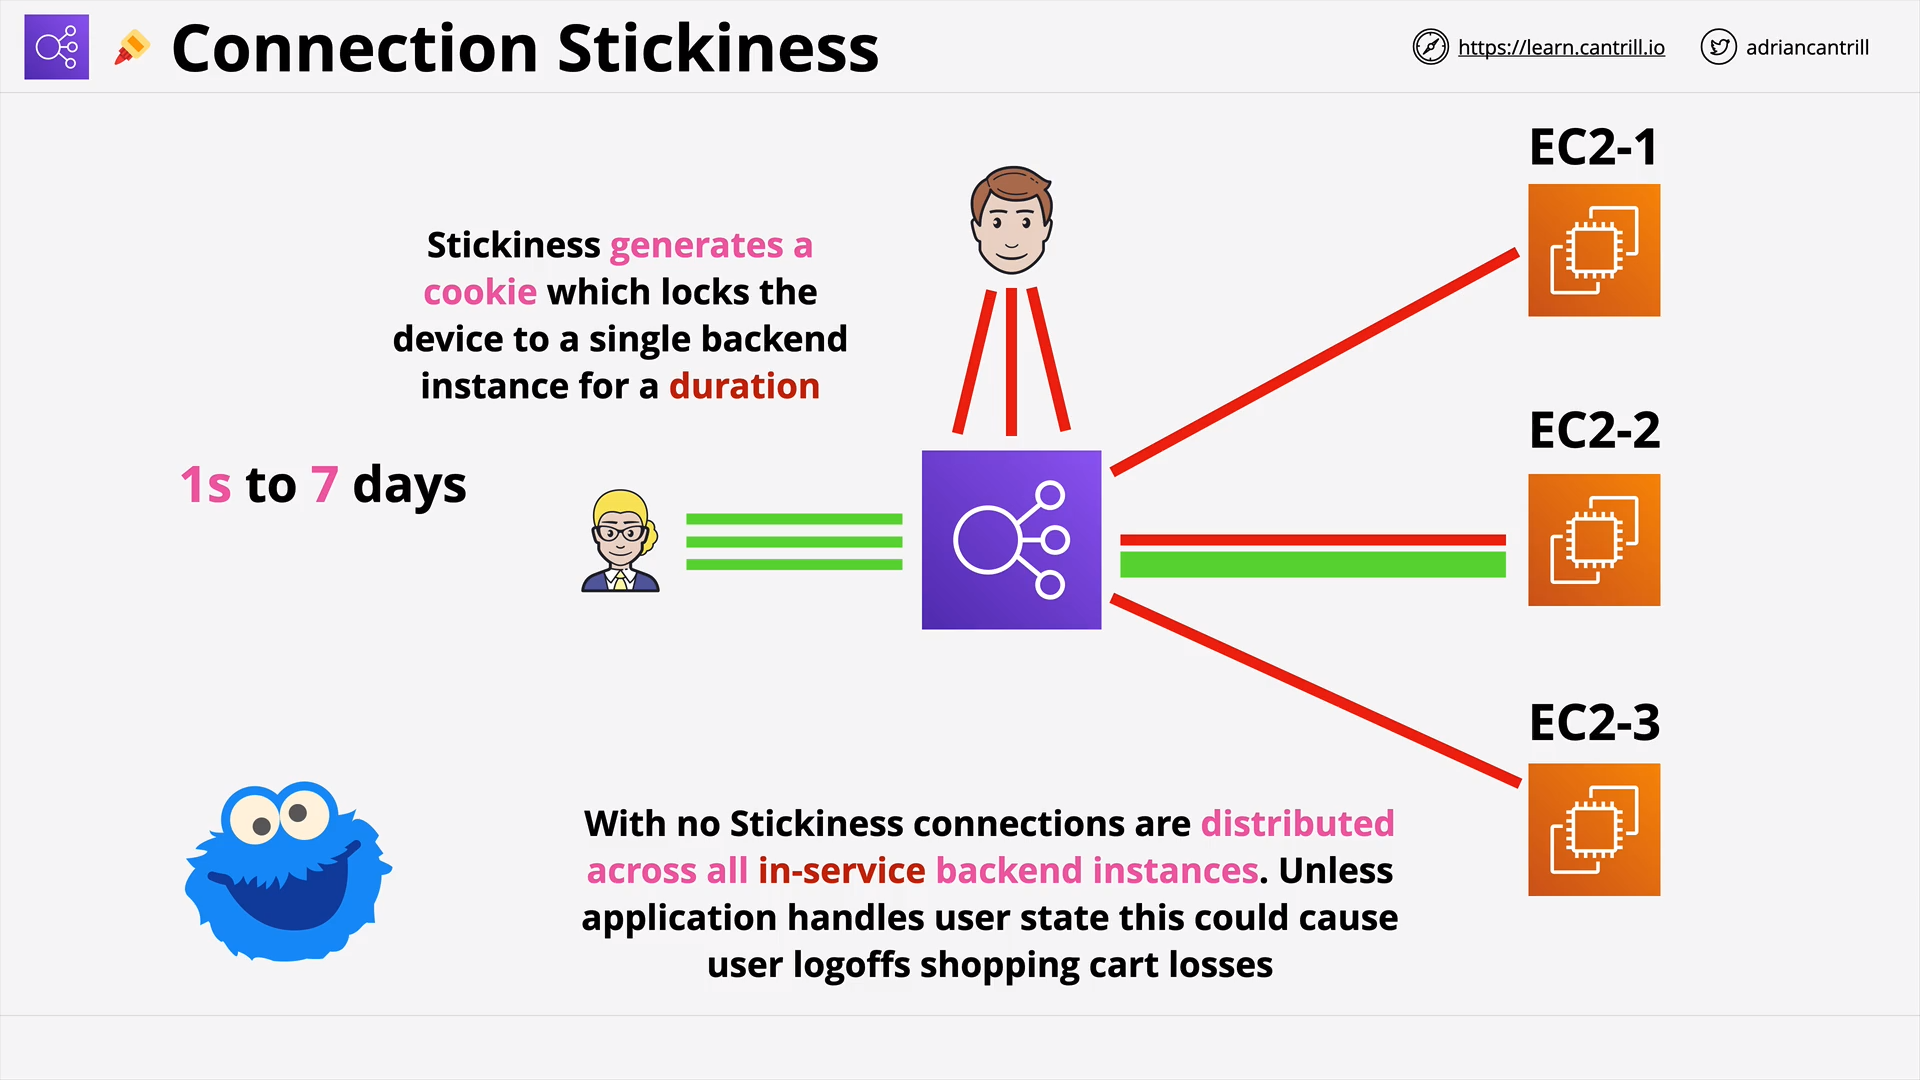 Connection Stickiness
https://learn.cantrill.io
adriancantrill
EC2-1
Stickiness generates a
cookie which locks the
device to a single backend
instance for a duration
EC2-2
1s to 7 days
EC2-3
With no Stickiness connections are distributed
across all in-service backend instances. Unless
application handles user state this could cause
user logoffs shopping cart losses